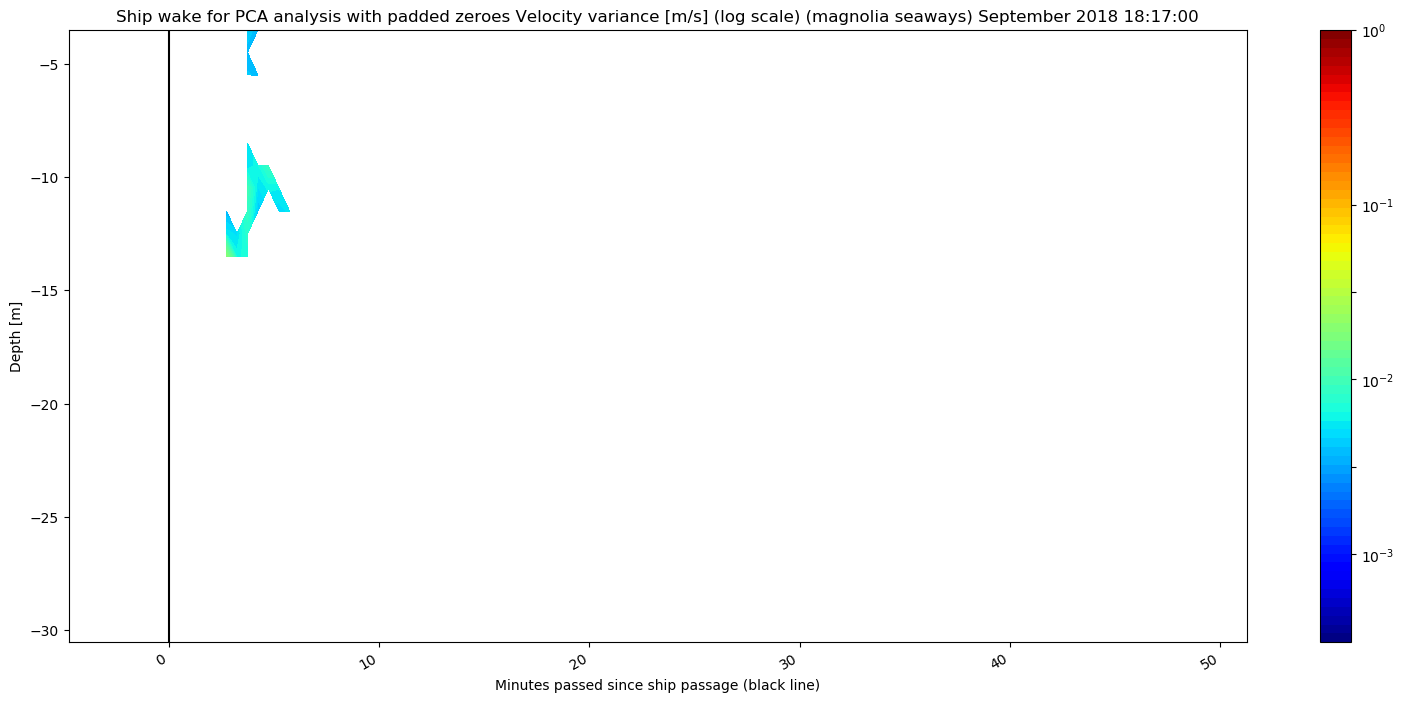 Ship wake for PCA analysis with padded zeroes Velocity variance [m/s] (log scale) (magnolia seaways) September 2018 18:17:00
Depth [m]
−5
−10
−15
−20
−25
−30
0 10 20 30 40 50
Minutes passed since ship passage (black line)
10⁰
10⁻¹
10⁻²
10⁻³